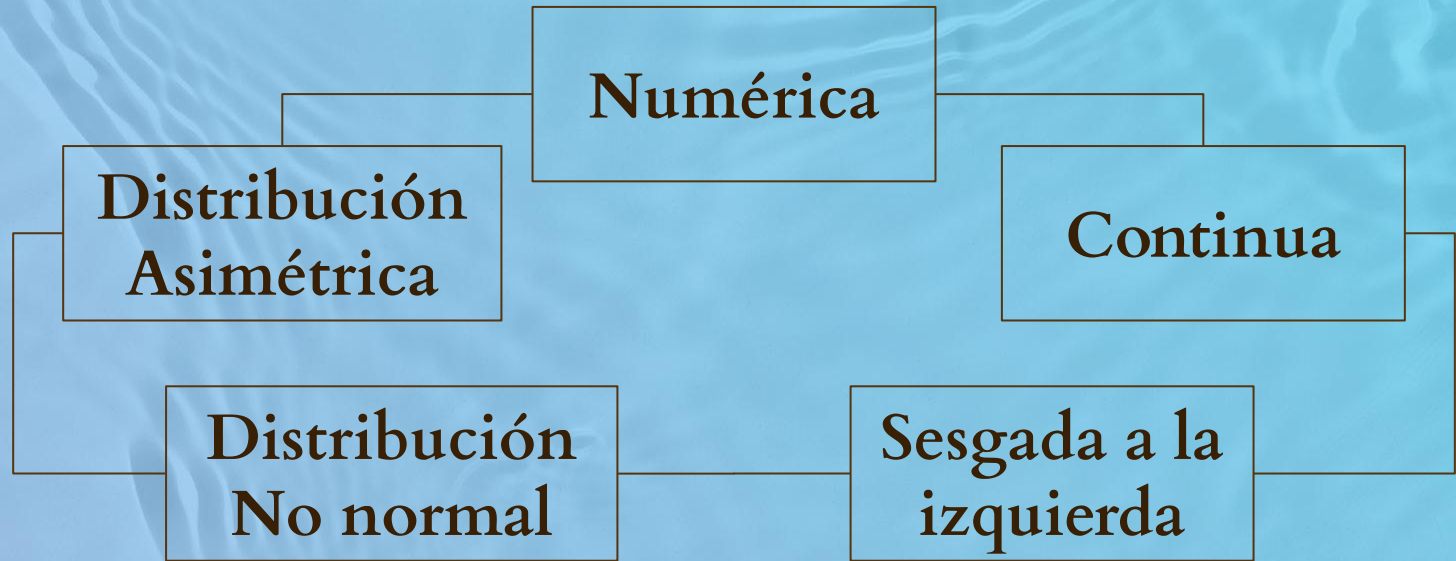 Numérica
Distribución
Asimétrica
Continua
Distribución
No normal
Sesgada a la
izquierda